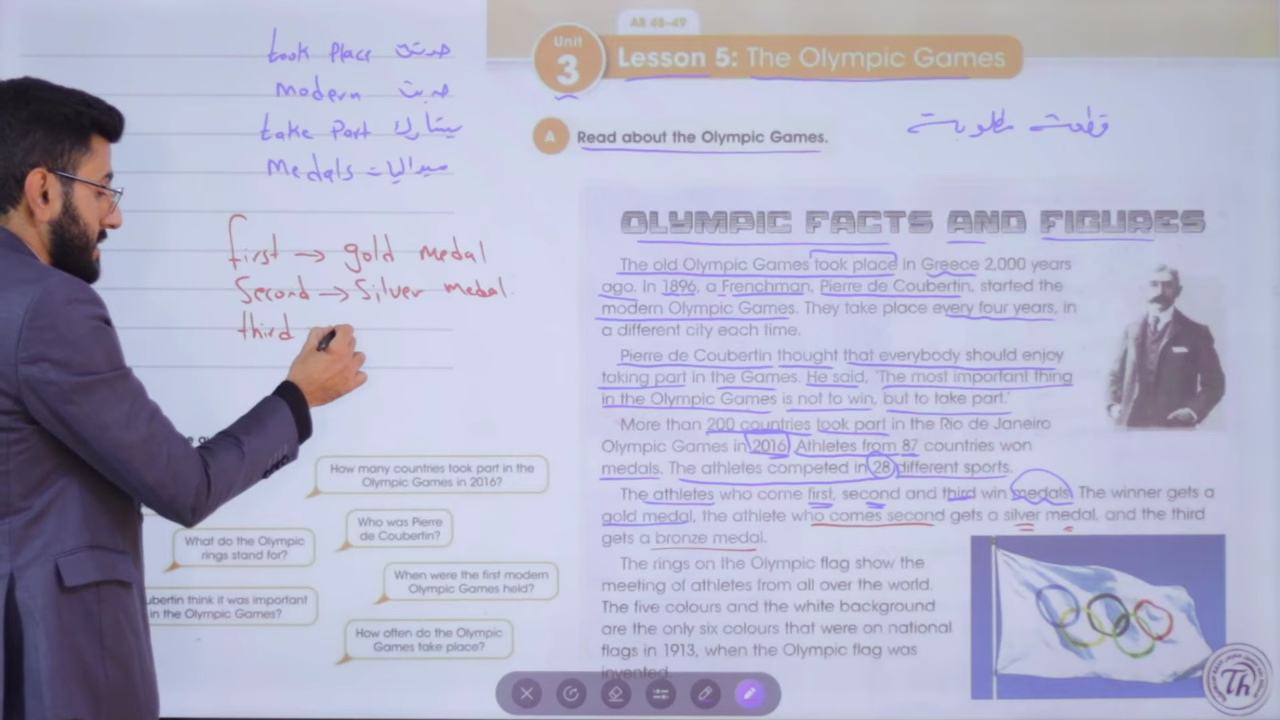 took Place حدثت
modern حديث
take Part يشارك
Medals ميداليات
first → gold medal
Second → Silver medal.
third
AB 48-49
Unit
3
Lesson 5: The Olympic Games
قطعة مطلوبة
A Read about the Olympic Games.
OLYMPIC FACTS AND FIGURES
The old Olympic Games took place in Greece 2,000 years
ago. In 1896, a Frenchman, Pierre de Coubertin, started the
modern Olympic Games. They take place every four years, in
a different city each time.
Pierre de Coubertin thought that everybody should enjoy
taking part in the Games. He said, 'The most important thing
in the Olympic Games is not to win, but to take part.'
More than 200 countries took part in the Rio de Janeiro
Olympic Games in 2016. Athletes from 87 countries won
medals. The athletes competed in 28 different sports.
The athletes who come first, second and third win medals. The winner gets a
gold medal, the athlete who comes second gets a silver medal, and the third
gets a bronze medal.
The rings on the Olympic flag show the
meeting of athletes from all over the world.
The five colours and the white background
are the only six colours that were on national
flags in 1913, when the Olympic flag was
invented.
How many countries took part in the
Olympic Games in 2016?
Who was Pierre
de Coubertin?
What do the Olympic
rings stand for?
When were the first modern
Olympic Games held?
ubertin think it was important
in the Olympic Games?
How often do the Olympic
Games take place?
Th